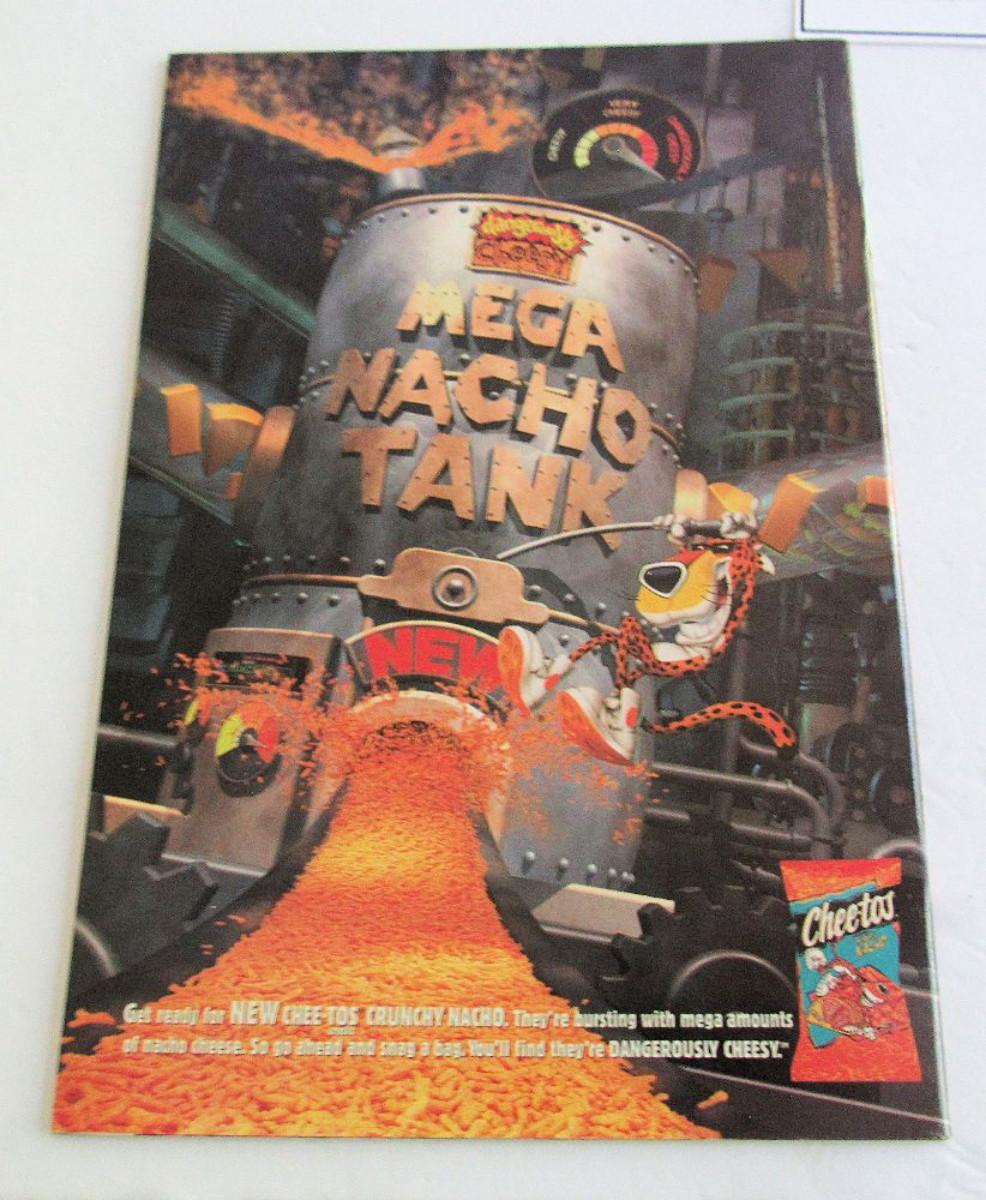 VERY
CHEESY
CHEESY
dangerously
CHEESY
MEGA
NACHO
TANK
NEW
Chee-tos
Get ready for NEW CHEE-TOS CRUNCHY NACHO. They're bursting with mega amounts
of nacho cheese. So go ahead and snag a bag. You'll find they're DANGEROUSLY CHEESY.™